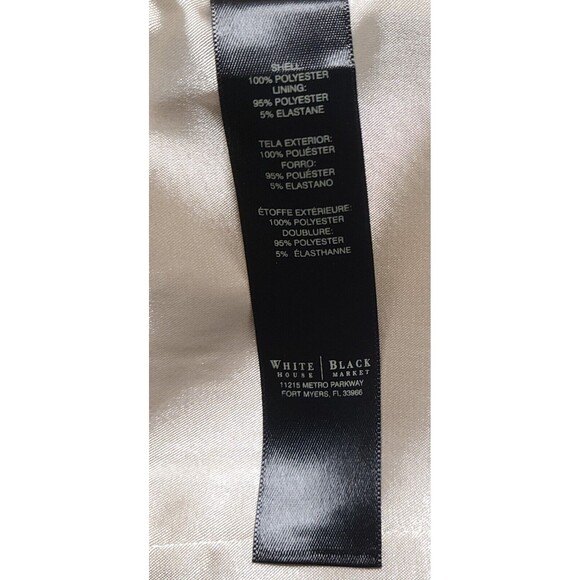 SHELL:
100% POLYESTER
LINING:
95% POLYESTER
5% ELASTANE
TELA EXTERIOR:
100% POLIÉSTER
FORRO:
95% POLIÉSTER
5% ELASTANO
ÉTOFFE EXTÉRIEURE:
100% POLYESTER
DOUBLURE:
95% POLYESTER
5% ÉLASTHANNE
WHITE | BLACK
HOUSE | MARKET
11215 METRO PARKWAY
FORT MYERS, FL 33966